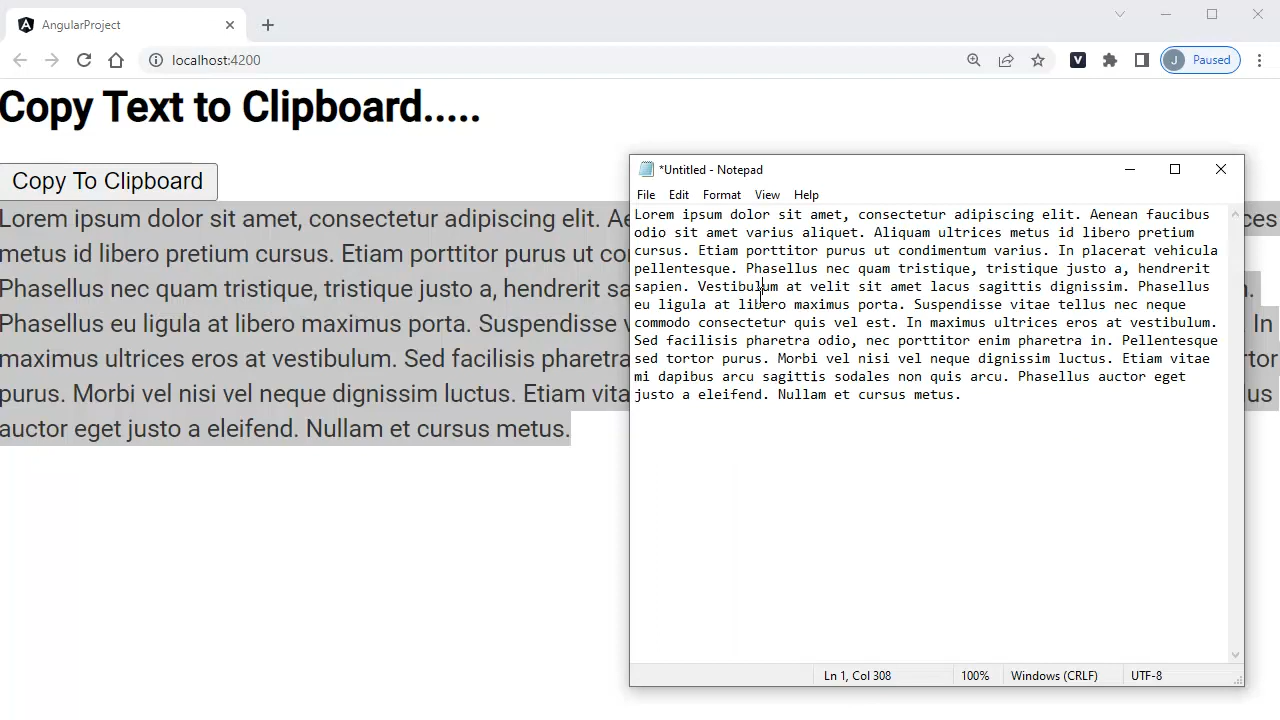 AngularProject
localhost:4200
J Paused
Copy Text to Clipboard.....
Copy To Clipboard
Lorem ipsum dolor sit amet, consectetur adipiscing elit. Ae
metus id libero pretium cursus. Etiam porttitor purus ut co
Phasellus nec quam tristique, tristique justo a, hendrerit sa
Phasellus eu ligula at libero maximus porta. Suspendisse v In
maximus ultrices eros at vestibulum. Sed facilisis pharetra
purus. Morbi vel nisi vel neque dignissim luctus. Etiam vita
auctor eget justo a eleifend. Nullam et cursus metus.
*Untitled - Notepad
File Edit Format View Help
Lorem ipsum dolor sit amet, consectetur adipiscing elit. Aenean faucibus
odio sit amet varius aliquet. Aliquam ultrices metus id libero pretium
cursus. Etiam porttitor purus ut condimentum varius. In placerat vehicula
pellentesque. Phasellus nec quam tristique, tristique justo a, hendrerit
sapien. Vestibulum at velit sit amet lacus sagittis dignissim. Phasellus
eu ligula at libero maximus porta. Suspendisse vitae tellus nec neque
commodo consectetur quis vel est. In maximus ultrices eros at vestibulum.
Sed facilisis pharetra odio, nec porttitor enim pharetra in. Pellentesque
sed tortor purus. Morbi vel nisi vel neque dignissim luctus. Etiam vitae
mi dapibus arcu sagittis sodales non quis arcu. Phasellus auctor eget
justo a eleifend. Nullam et cursus metus.
Ln 1, Col 308 100% Windows (CRLF) UTF-8